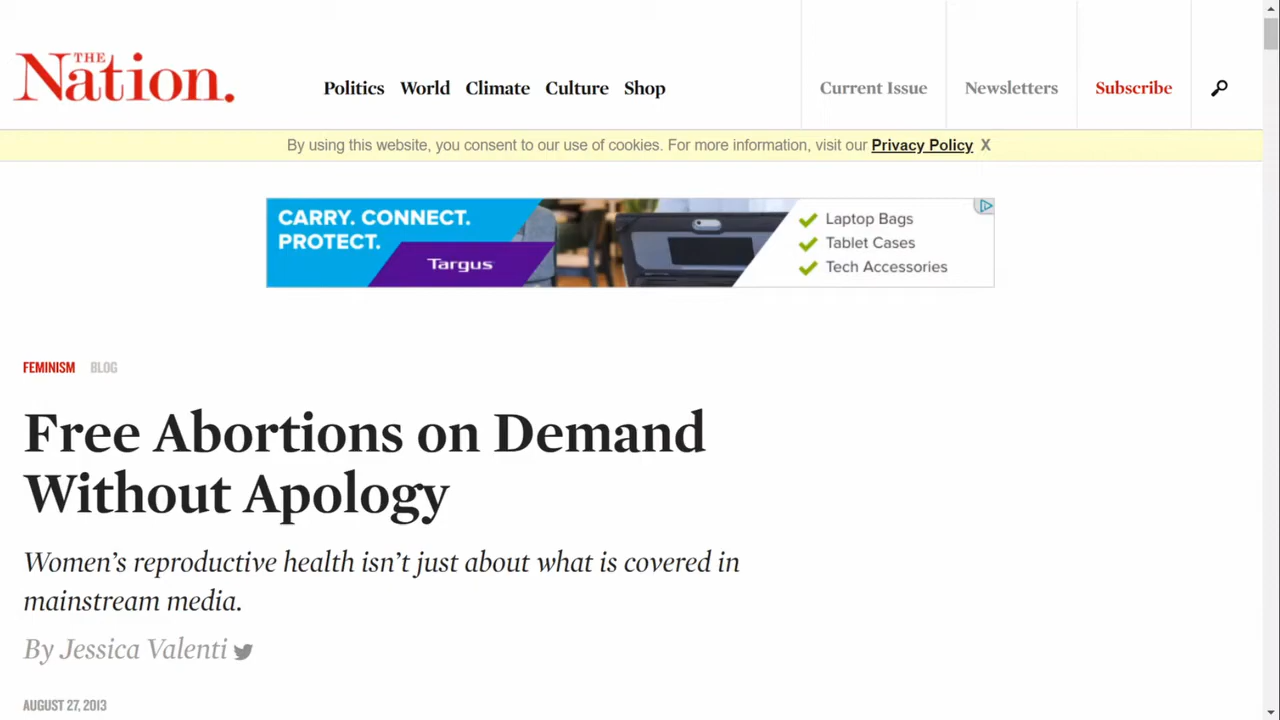 THE
Nation.
Politics World Climate Culture Shop
Current Issue Newsletters Subscribe
By using this website, you consent to our use of cookies. For more information, visit our Privacy Policy X
CARRY. CONNECT.
PROTECT.
Targus
Laptop Bags
Tablet Cases
Tech Accessories
FEMINISM BLOG
Free Abortions on Demand
Without Apology
Women’s reproductive health isn’t just about what is covered in
mainstream media.
By Jessica Valenti
AUGUST 27, 2013